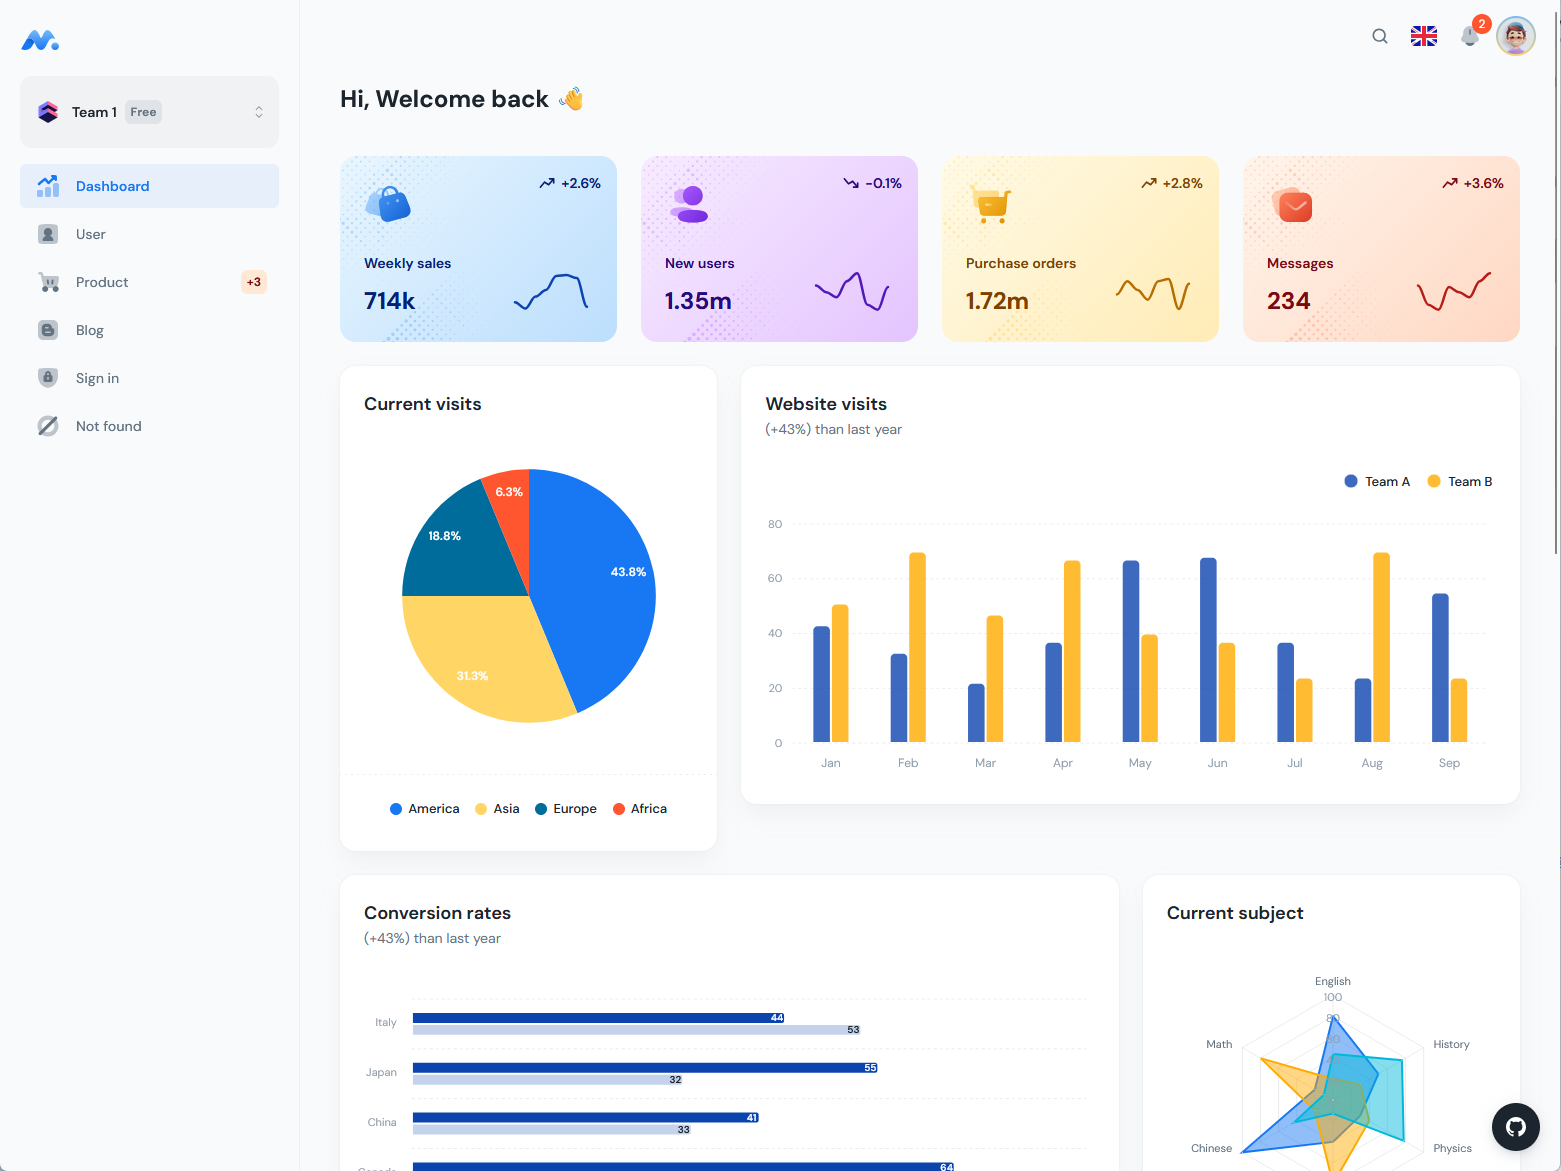 2
Team 1 Free
Dashboard
User
Product +3
Blog
Sign in
Not found
Hi, Welcome back 👋
+2.6%
Weekly sales
714k
-0.1%
New users
1.35m
+2.8%
Purchase orders
1.72m
+3.6%
Messages
234
Current visits
6.3%
18.8%
43.8%
31.3%
America Asia Europe Africa
Website visits
(+43%) than last year
Team A Team B
80
60
40
20
0
Jan Feb Mar Apr May Jun Jul Aug Sep
Conversion rates
(+43%) than last year
Italy 44 53
Japan 55 32
China 41 33
Canada 64
Current subject
English
100
80
60
Math History
Chinese Physics